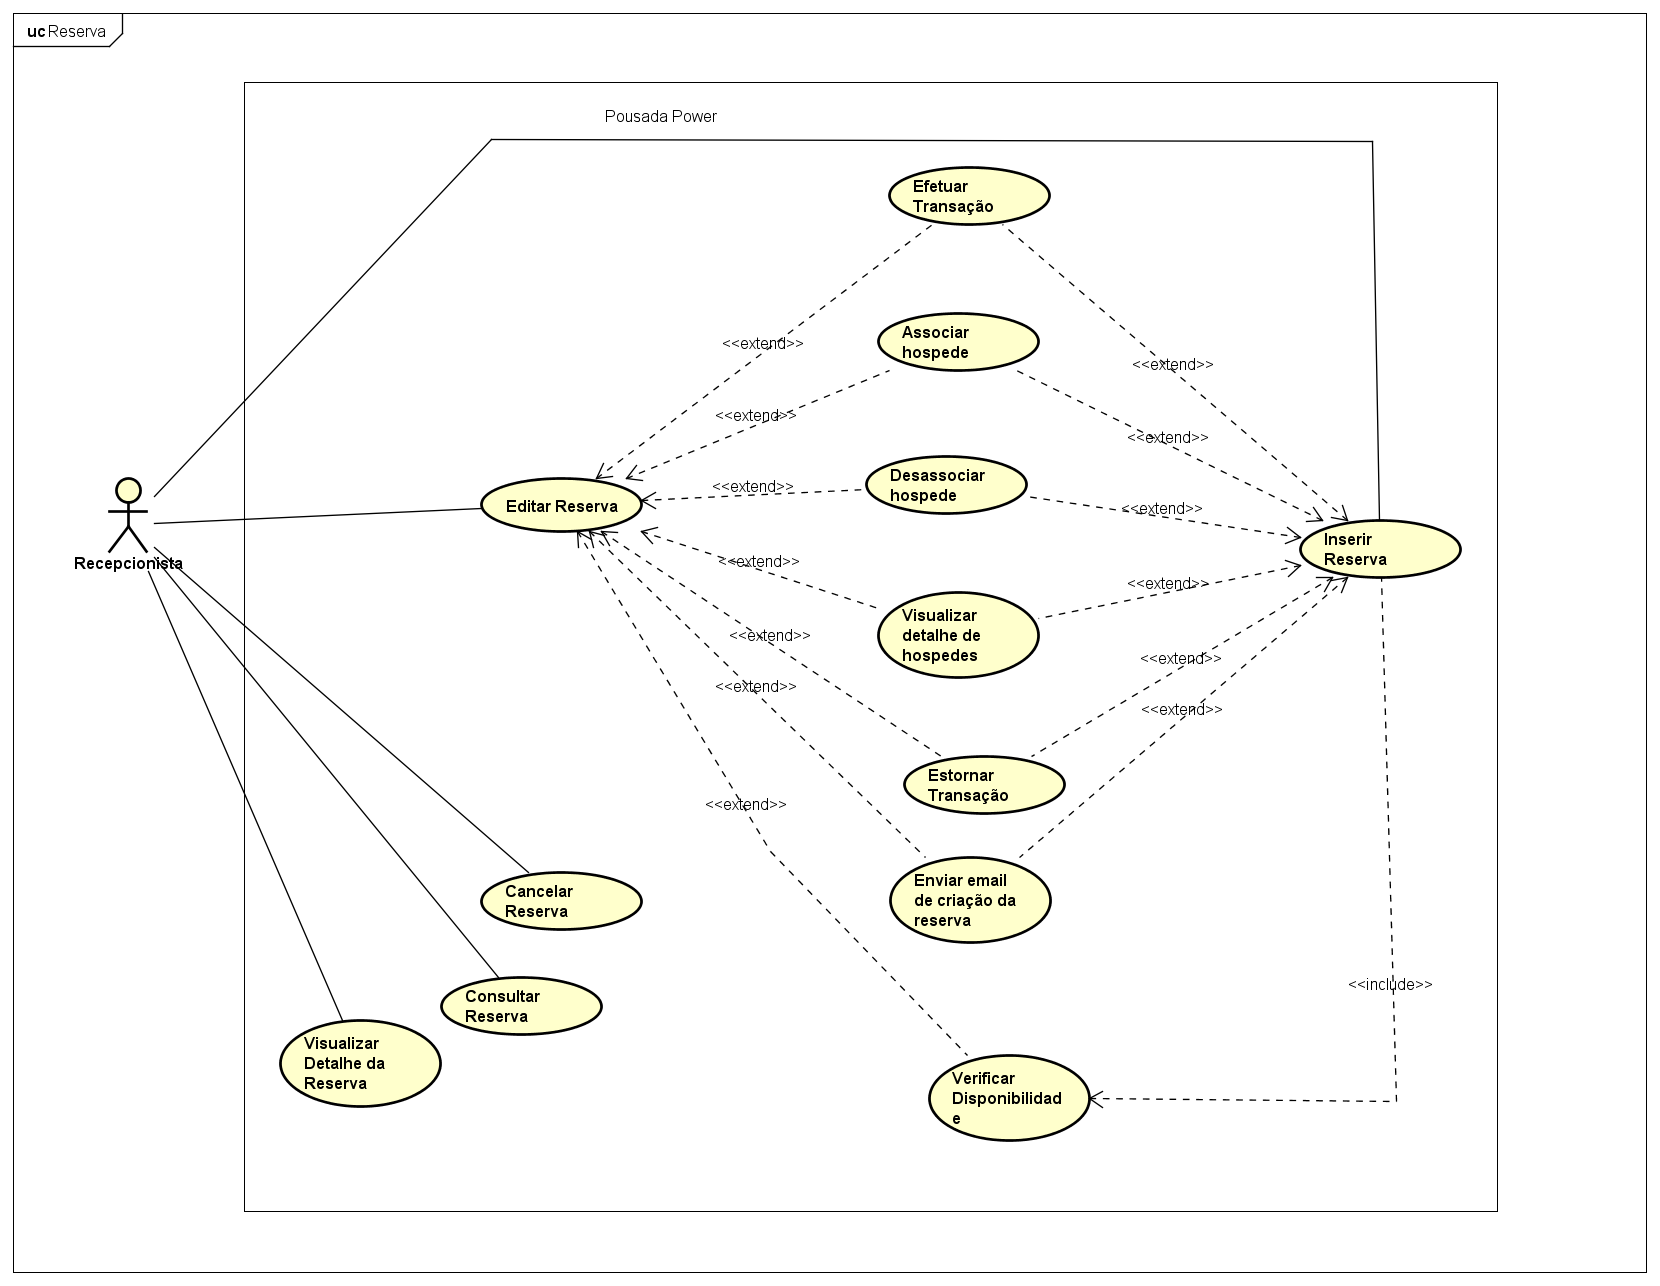 uc Reserva
Pousada Power
Efetuar
Transação
<<extend>>
<<extend>>
Associar
hospede
<<extend>>
<<extend>>
Desassociar
hospede
<<extend>>
<<extend>>
Editar Reserva
Inserir
Reserva
Recepcionista
<<extend>>
<<extend>>
Visualizar
detalhe de
hospedes
<<extend>>
<<extend>>
<<extend>>
<<extend>>
Estornar
Transação
<<extend>>
Enviar email
de criação da
reserva
Cancelar
Reserva
<<include>>
Consultar
Reserva
Visualizar
Detalhe da
Reserva
Verificar
Disponibilidad
e